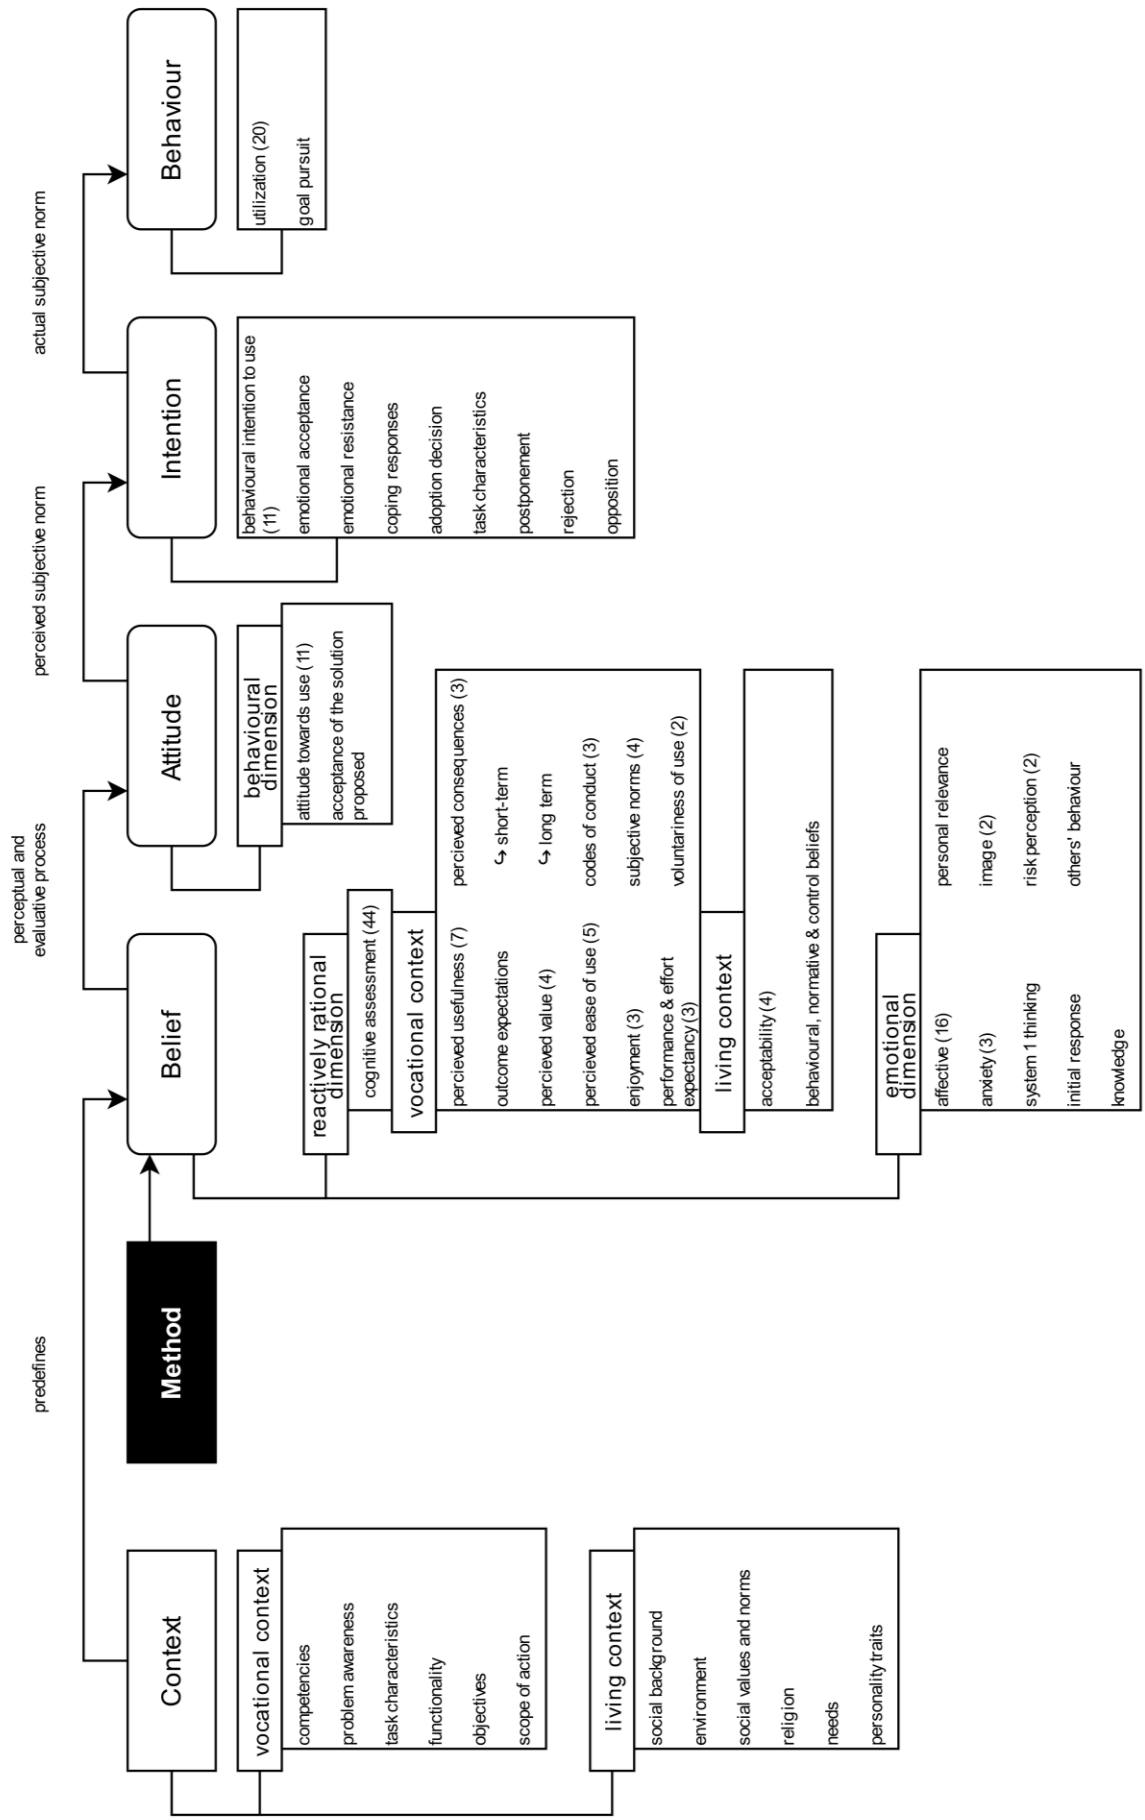 predefines
perceptual and
evaluative process
perceived subjective norm
actual subjective norm
Context
Method
Belief
Attitude
Intention
Behaviour
vocational context
competencies
problem awareness
task characteristics
functionality
objectives
scope of action
living context
social background
environment
social values and norms
religion
needs
personality traits
reactively rational
dimension
cognitive assessment (44)
vocational context
percieved usefulness (7)
outcome expectations
percieved value (4)
percieved ease of use (5)
enjoyment (3)
performance & effort
expectancy (3)
percieved consequences (3)
↪ short-term
↪ long term
codes of conduct (3)
subjective norms (4)
voluntariness of use (2)
living context
acceptability (4)
behavioural, normative & control beliefs
emotional
dimension
affective (16)
anxiety (3)
system 1 thinking
initial response
knowledge
personal relevance
image (2)
risk perception (2)
others' behaviour
behavioural
dimension
attitude towards use (11)
acceptance of the solution
proposed
behavioural intention to use
(11)
emotional acceptance
emotional resistance
coping responses
adoption decision
task characteristics
postponement
rejection
opposition
utilization (20)
goal pursuit